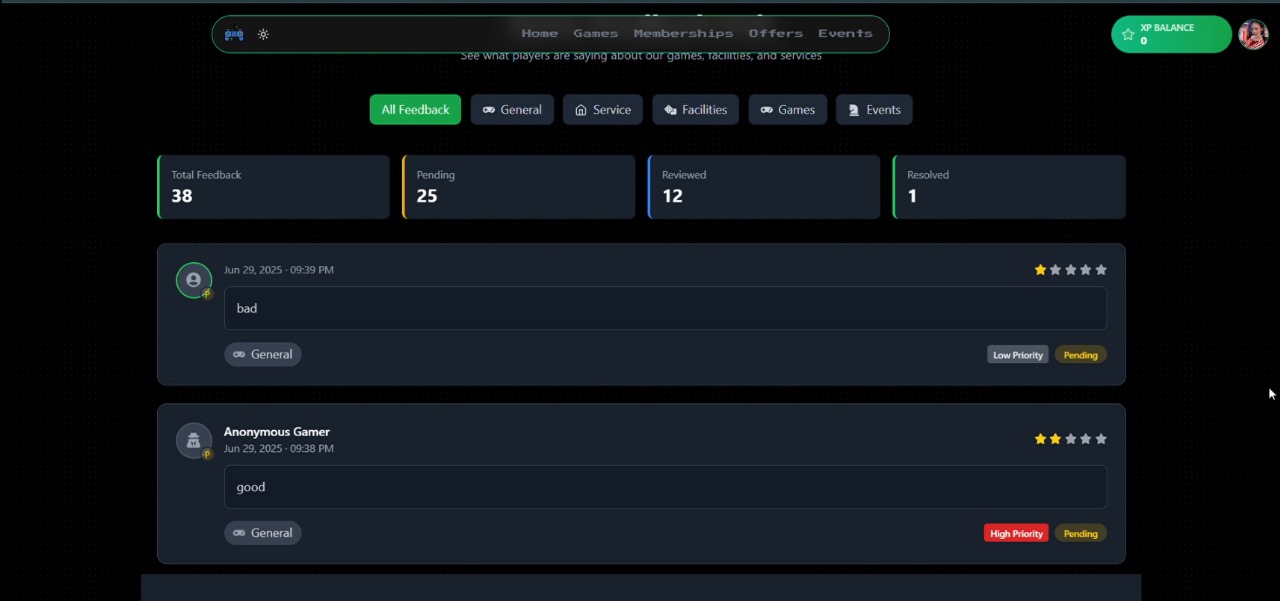 Home Games Memberships Offers Events
XP BALANCE
0
See what players are saying about our games, facilities, and services
All Feedback General Service Facilities Games Events
Total Feedback Pending Reviewed Resolved
38 25 12 1
Jun 29, 2025 · 09:39 PM
P
bad
General Low Priority Pending
Anonymous Gamer
Jun 29, 2025 · 09:38 PM
P
good
General High Priority Pending